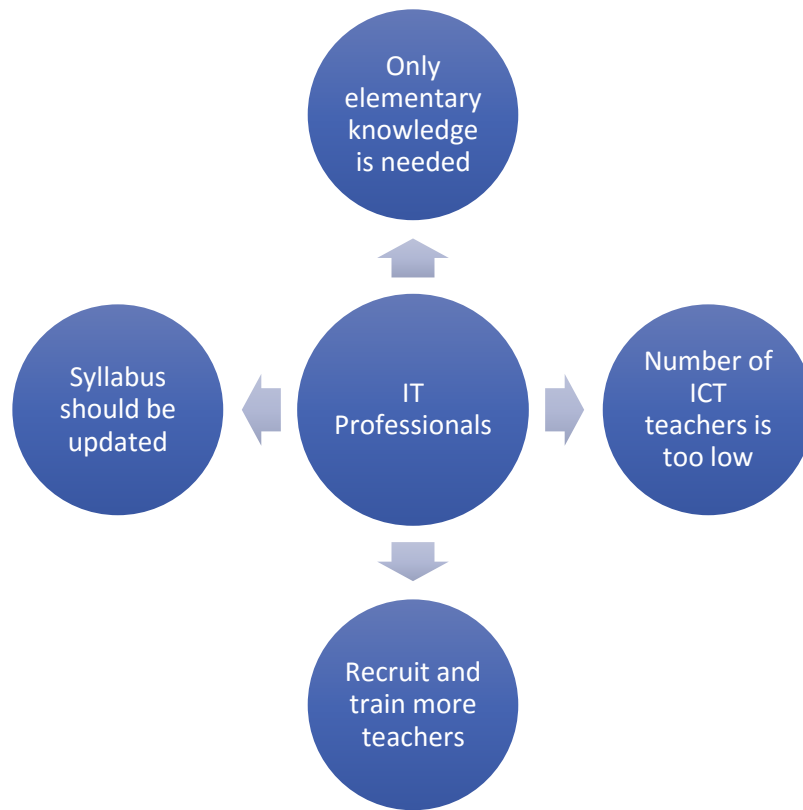 Only
elementary
knowledge
is needed
Syllabus
should be
updated
IT
Professionals
Number of
ICT
teachers is
too low
Recruit and
train more
teachers